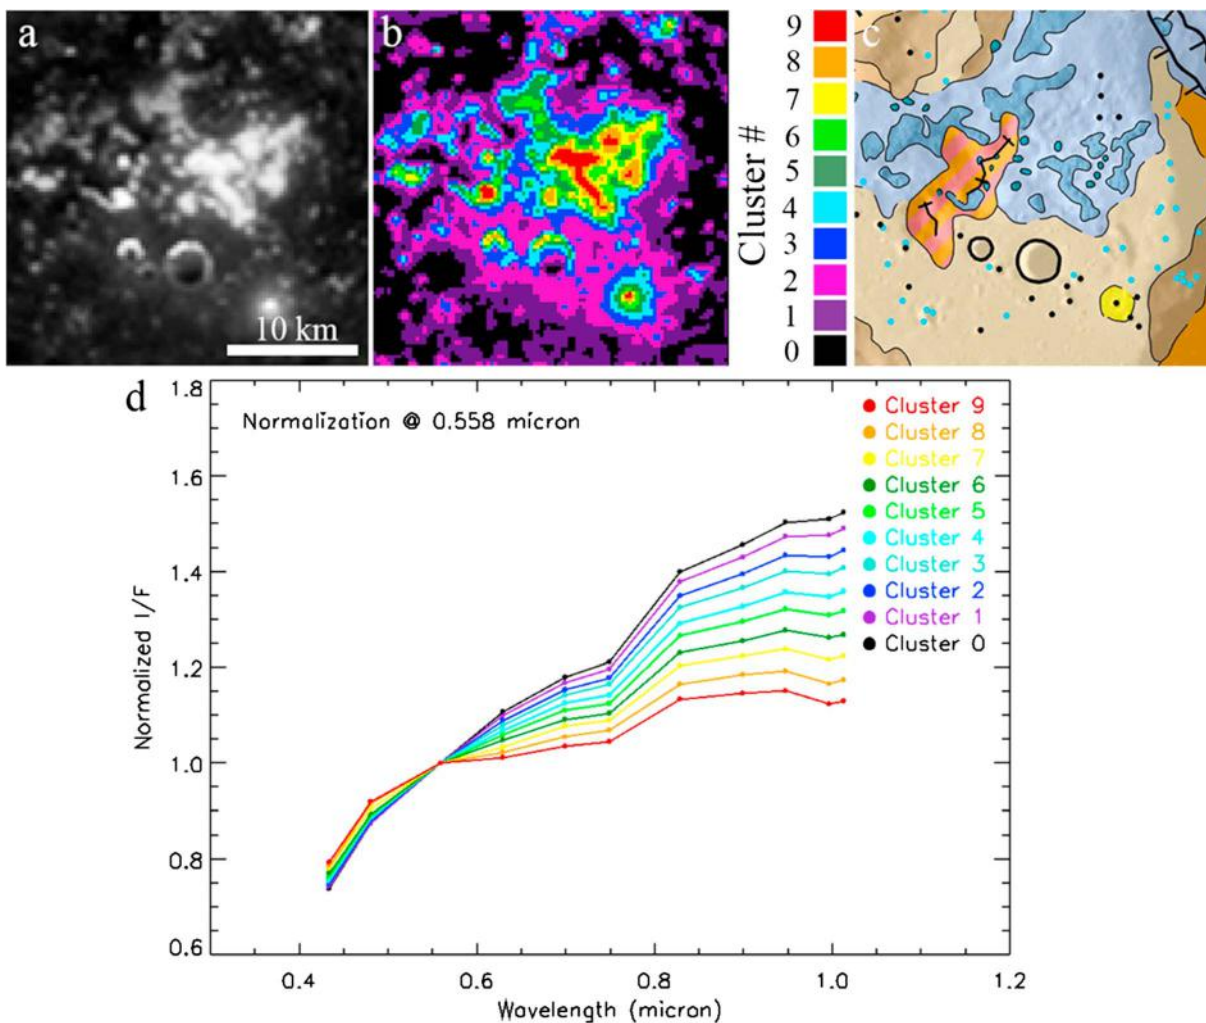 a
10 km
b
Cluster #
9
8
7
6
5
4
3
2
1
0
c
d
Normalization @ 0.558 micron
Cluster 9
Cluster 8
Cluster 7
Cluster 6
Cluster 5
Cluster 4
Cluster 3
Cluster 2
Cluster 1
Cluster 0
Normalized I/F
1.8
1.6
1.4
1.2
1.0
0.8
0.6
0.4 0.6 0.8 1.0 1.2
Wavelength (micron)